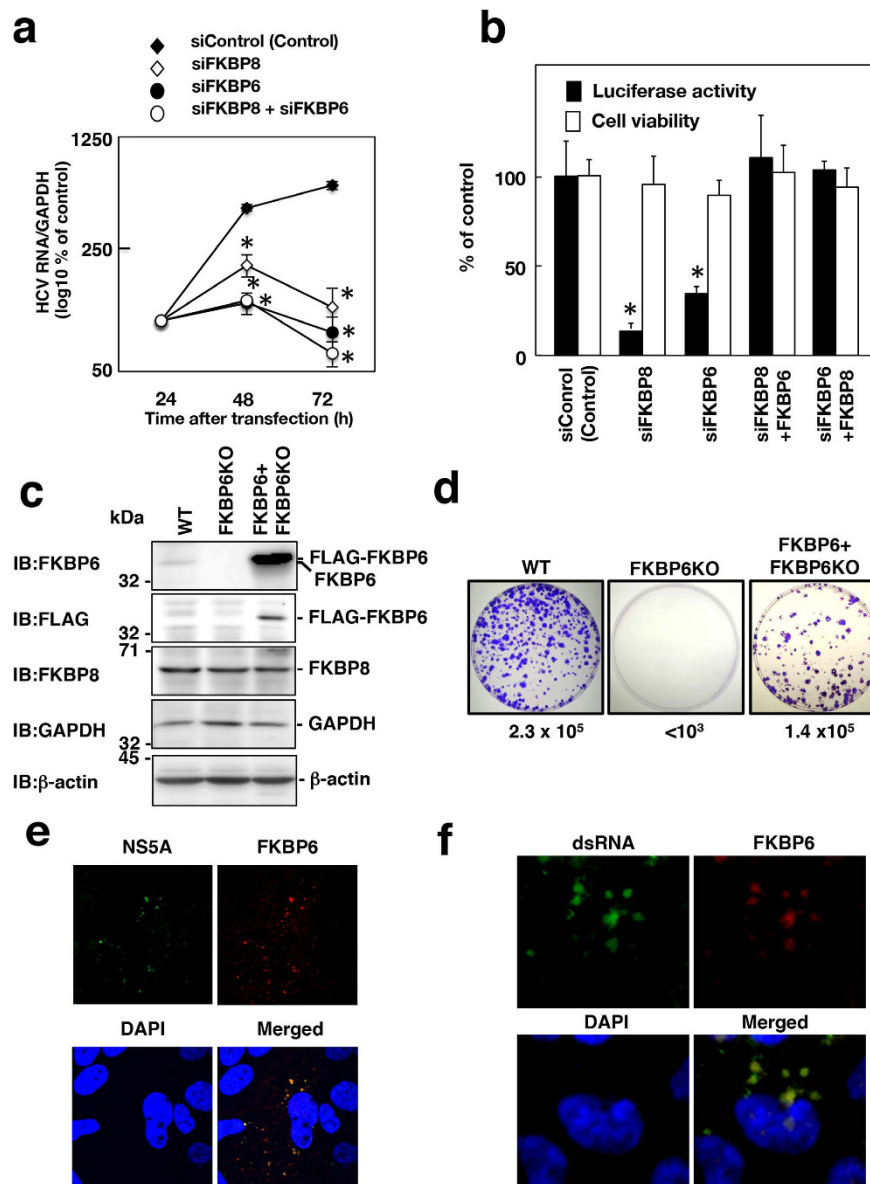 a
siControl (Control)
siFKBP8
siFKBP6
siFKBP8 + siFKBP6
HCV RNA/GAPDH
(log10 % of control)
1250
250
50
*
*
*
*
*
*
24 48 72
Time after transfection (h)
b
Luciferase activity
Cell viability
% of control
100
50
0
*
*
siConrol
(Control)
siFKBP8
siFKBP6
siFKBP8
+FKBP6
siFKBP6
+FKBP8
c
kDa
WT
FKBP6KO
FKBP6+
FKBP6KO
IB:FKBP6
32
FLAG-FKBP6
FKBP6
IB:FLAG
32
FLAG-FKBP6
71
IB:FKBP8
FKBP8
IB:GAPDH
32
GAPDH
45
IB:β-actin
β-actin
d
WT
FKBP6KO
FKBP6+
FKBP6KO
2.3 x 10⁵
<10³
1.4 x 10⁵
e
NS5A FKBP6
DAPI Merged
f
dsRNA FKBP6
DAPI Merged